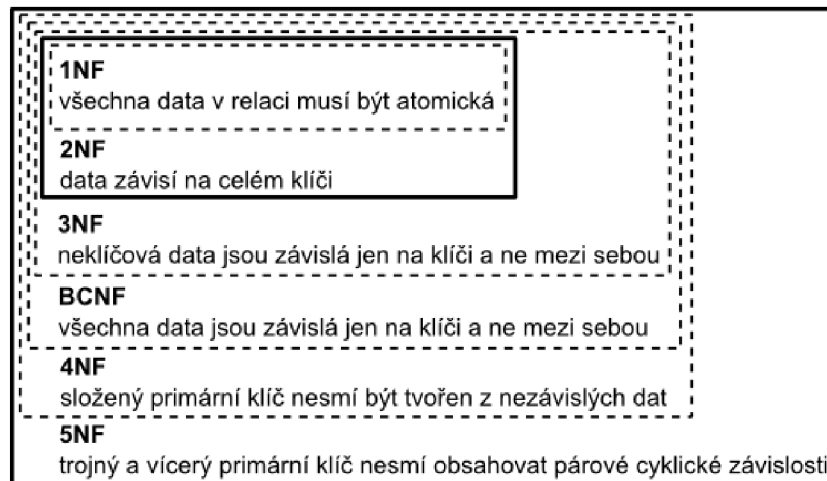 1NF
všechna data v relaci musí být atomická
2NF
data závisí na celém klíči
3NF
neklíčová data jsou závislá jen na klíči a ne mezi sebou
BCNF
všechna data jsou závislá jen na klíči a ne mezi sebou
4NF
složený primární klíč nesmí být tvořen z nezávislých dat
5NF
trojný a vícerý primární klíč nesmí obsahovat párové cyklické závislosti